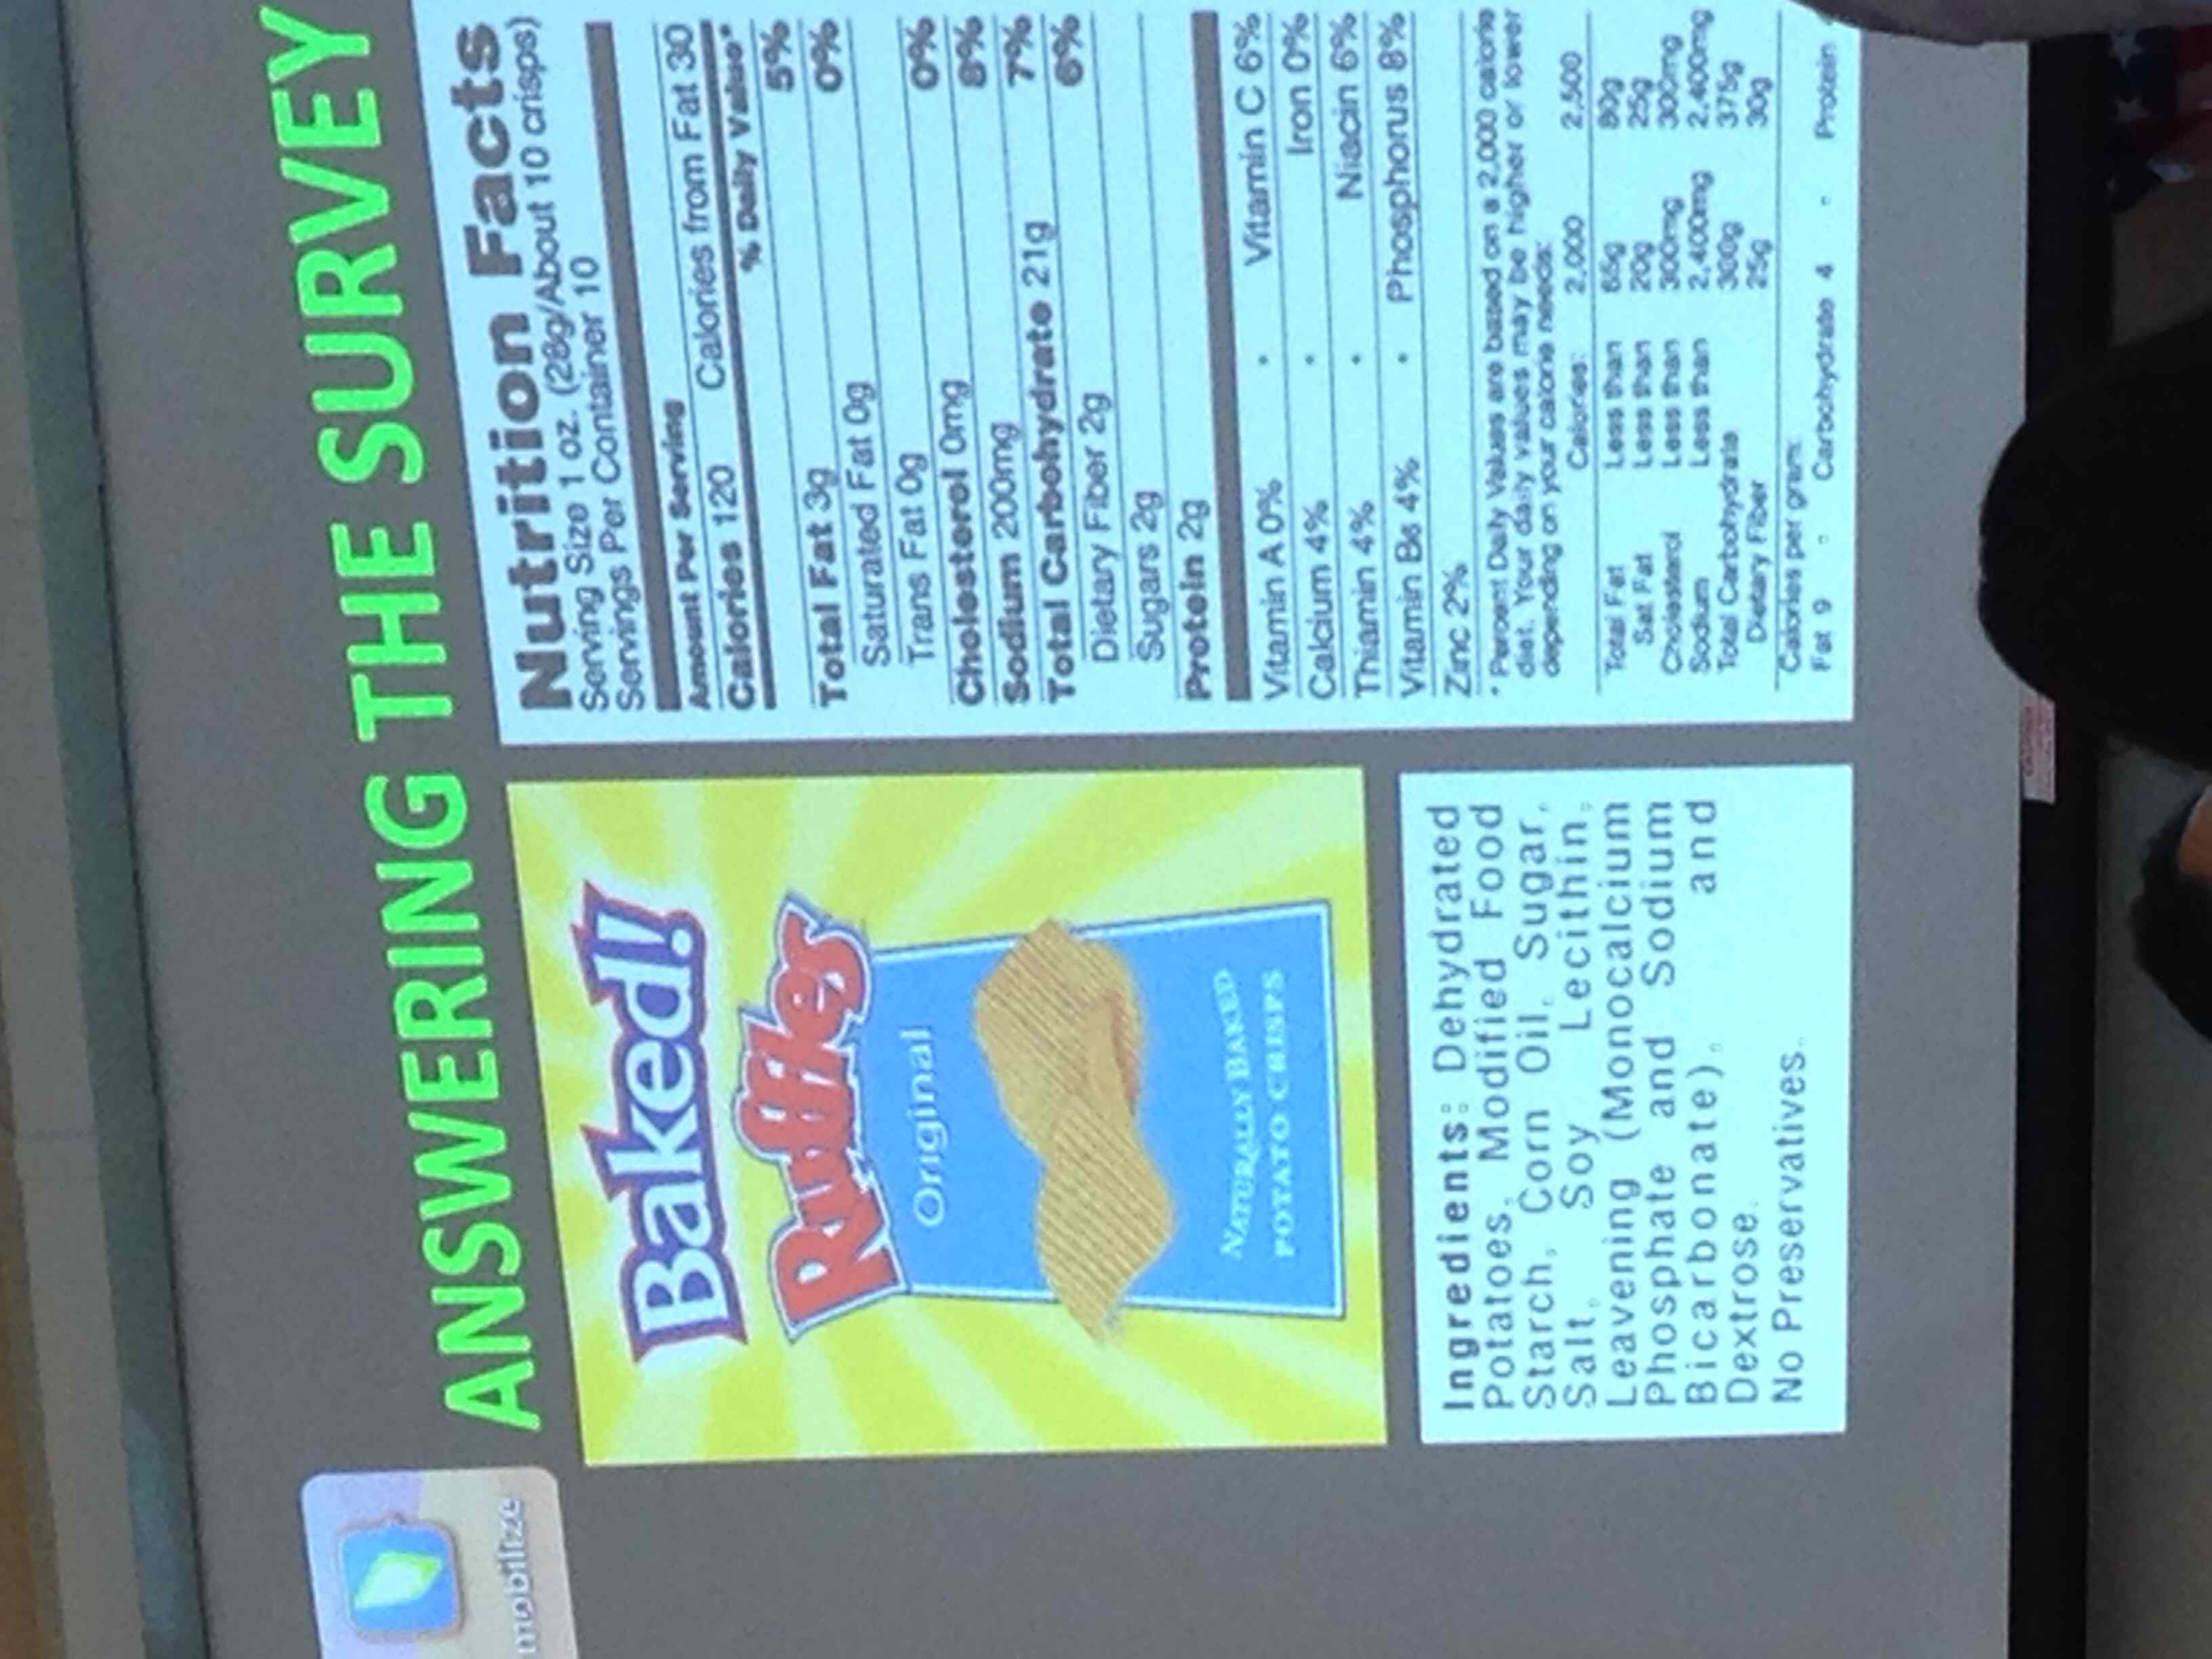 mobilize
ANSWERING THE SURVEY
Baked!
Ruffles
Original
NATURALLY BAKED
POTATO CRISPS
Ingredients: Dehydrated
Potatoes, Modified Food
Starch, Corn Oil, Sugar,
Salt, Soy Lecithin,
Leavening (Monocalcium
Phosphate and Sodium
Bicarbonate), and
Dextrose.
No Preservatives.
Nutrition Facts
Serving Size 1 oz. (28g/About 10 crisps)
Servings Per Container 10
Amount Per Serving
Calories 120 Calories from Fat 30
% Daily Value*
Total Fat 3g 5%
Saturated Fat 0g 0%
Trans Fat 0g
Cholesterol 0mg 0%
Sodium 200mg 8%
Total Carbohydrate 21g 7%
Dietary Fiber 2g 6%
Sugars 2g
Protein 2g
Vitamin A 0% • Vitamin C 6%
Calcium 4% • Iron 0%
Thiamin 4% • Niacin 6%
Vitamin B6 4% • Phosphorus 8%
Zinc 2%
* Percent Daily Values are based on a 2,000 calorie
diet. Your daily values may be higher or lower
depending on your calorie needs:
Calories: 2,000 2,500
Total Fat Less than 65g 80g
Sat Fat Less than 20g 25g
Cholesterol Less than 300mg 300mg
Sodium Less than 2,400mg 2,400mg
Total Carbohydrate 300g 375g
Dietary Fiber 25g 30g
Calories per gram:
Fat 9 • Carbohydrate 4 • Protein